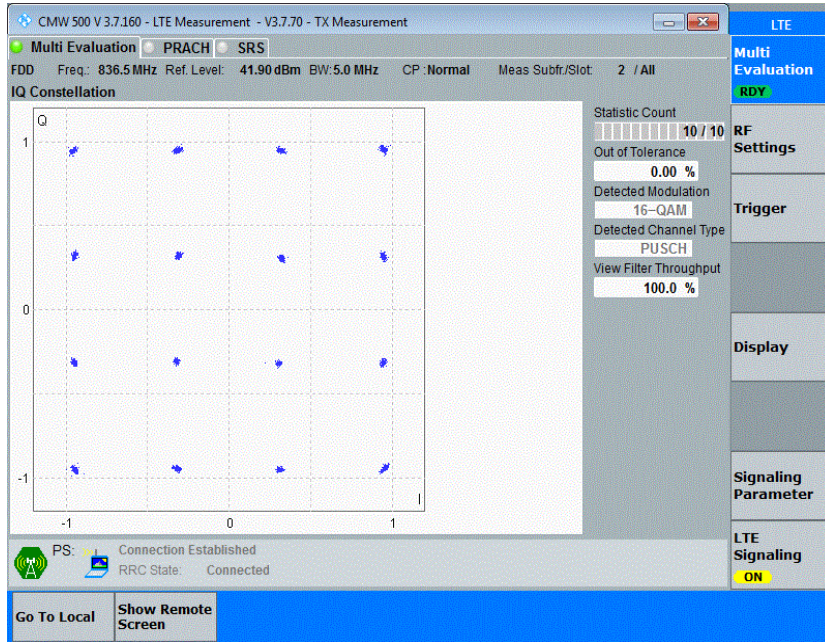 CMW 500 V 3.7.160 - LTE Measurement - V3.7.70 - TX Measurement
LTE
Multi Evaluation PRACH SRS
FDD Freq.: 836.5 MHz Ref. Level: 41.90 dBm BW: 5.0 MHz CP : Normal Meas Subfr./Slot: 2 / All
IQ Constellation
Q
1
0
-1
-1 0 1
I
Statistic Count
10 / 10
Out of Tolerance
0.00 %
Detected Modulation
16-QAM
Detected Channel Type
PUSCH
View Filter Throughput
100.0 %
Multi
Evaluation
RDY
RF
Settings
Trigger
Display
Signaling
Parameter
LTE
Signaling
ON
PS: Connection Established
RRC State: Connected
Go To Local
Show Remote
Screen